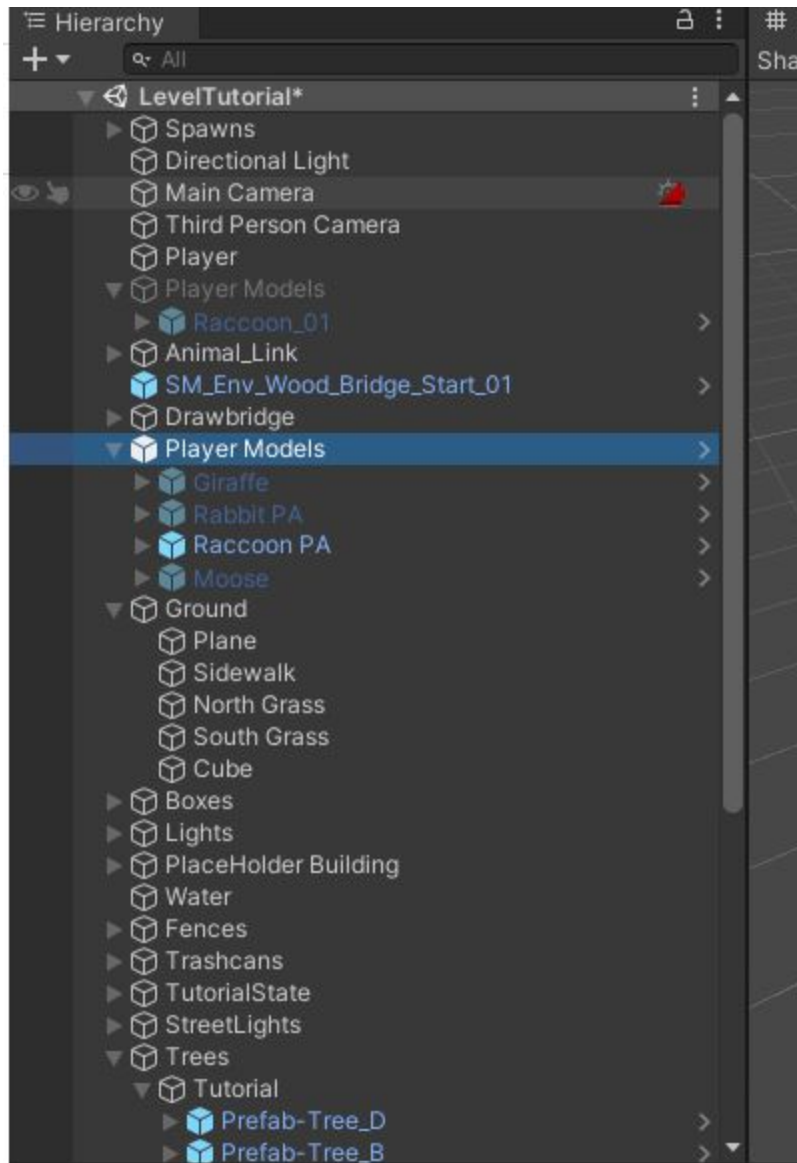 Hierarchy
All
Sha
LevelTutorial*
Spawns
Directional Light
Main Camera
Third Person Camera
Player
Player Models
Raccoon_01
Animal_Link
SM_Env_Wood_Bridge_Start_01
Drawbridge
Player Models
Giraffe
Rabbit PA
Raccoon PA
Moose
Ground
Plane
Sidewalk
North Grass
South Grass
Cube
Boxes
Lights
PlaceHolder Building
Water
Fences
Trashcans
TutorialState
StreetLights
Trees
Tutorial
Prefab-Tree_D
Prefab-Tree_B